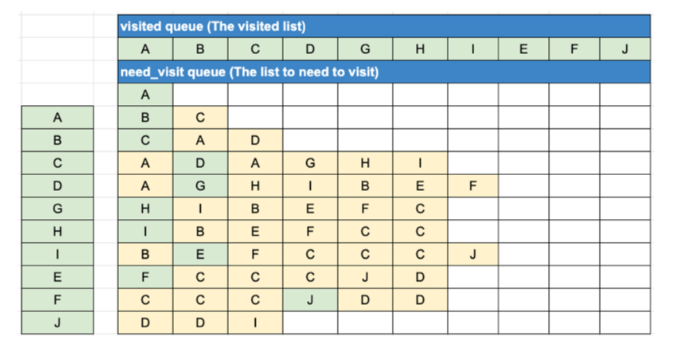 visited queue (The visited list)
A B C D G H I E F J
need_visit queue (The list to need to visit)
A
A B C
B C A D
C A D A G H I
D A G H I B E F
G H I B E F C
H I B E F C C
I B E F C C C J
E F C C C J D
F C C C J D D
J D D I